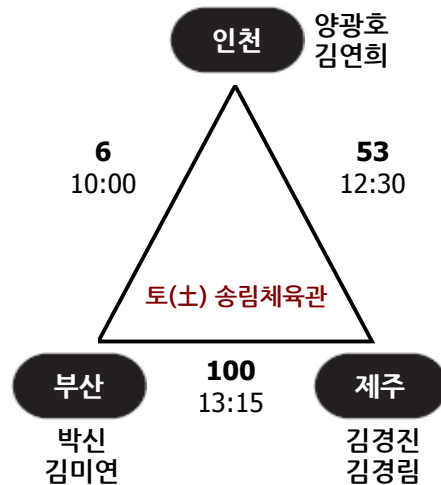 인천
양광호
김연희
6
10:00
53
12:30
토(土) 송림체육관
부산
100
13:15
제주
박신
김미연
김경진
김경림